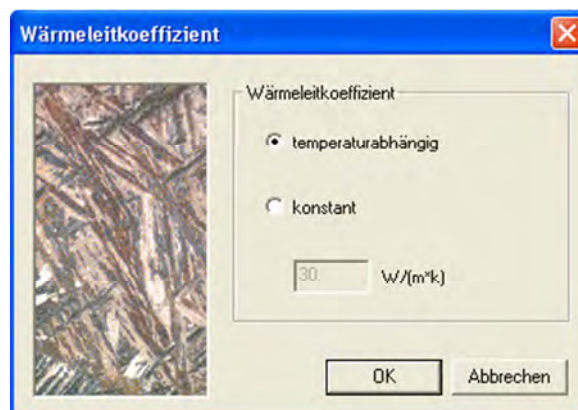 Wärmeleitkoeffizient
Wärmeleitkoeffizient
temperaturabhängig
konstant
30. W/(m*k)
OK Abbrechen